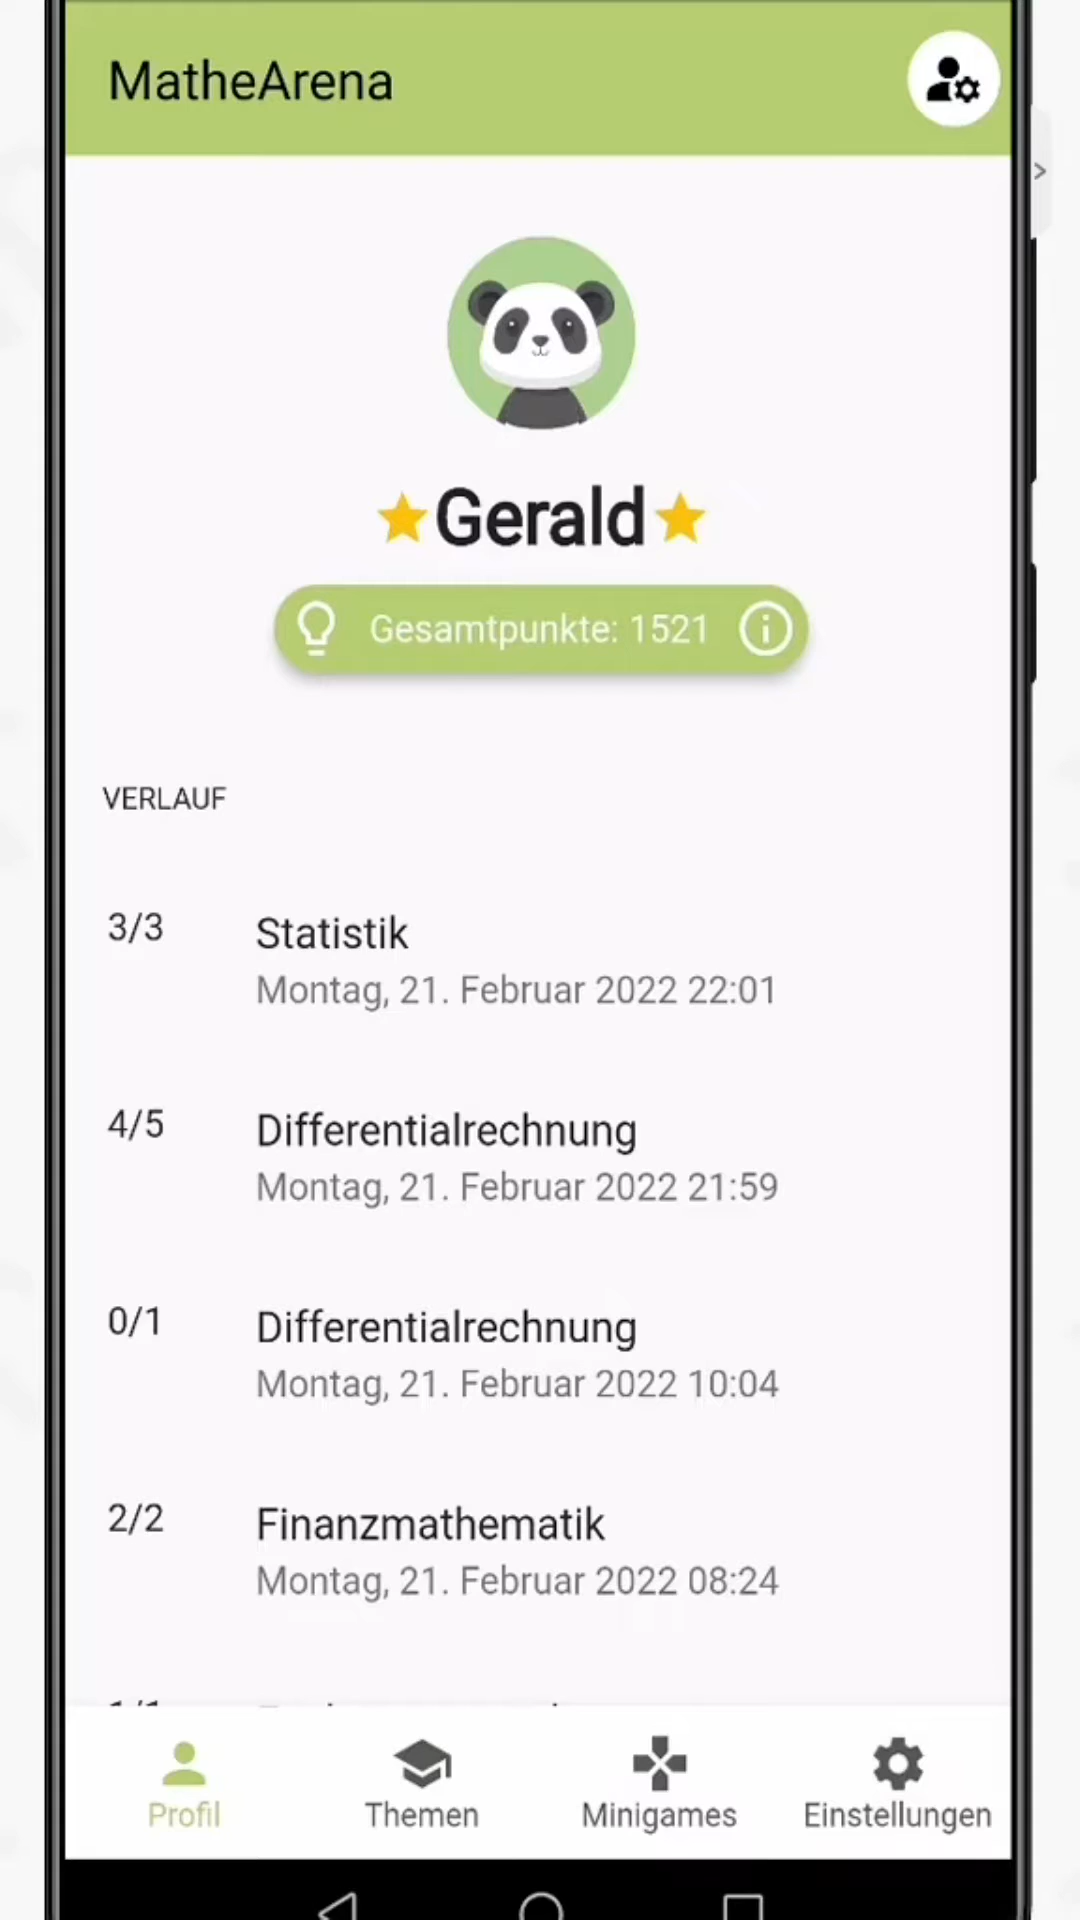 MatheArena
Gerald
Gesamtpunkte: 1521
VERLAUF
3/3
Statistik
Montag, 21. Februar 2022 22:01
4/5
Differentialrechnung
Montag, 21. Februar 2022 21:59
0/1
Differentialrechnung
Montag, 21. Februar 2022 10:04
2/2
Finanzmathematik
Montag, 21. Februar 2022 08:24
Profil
Themen
Minigames
Einstellungen